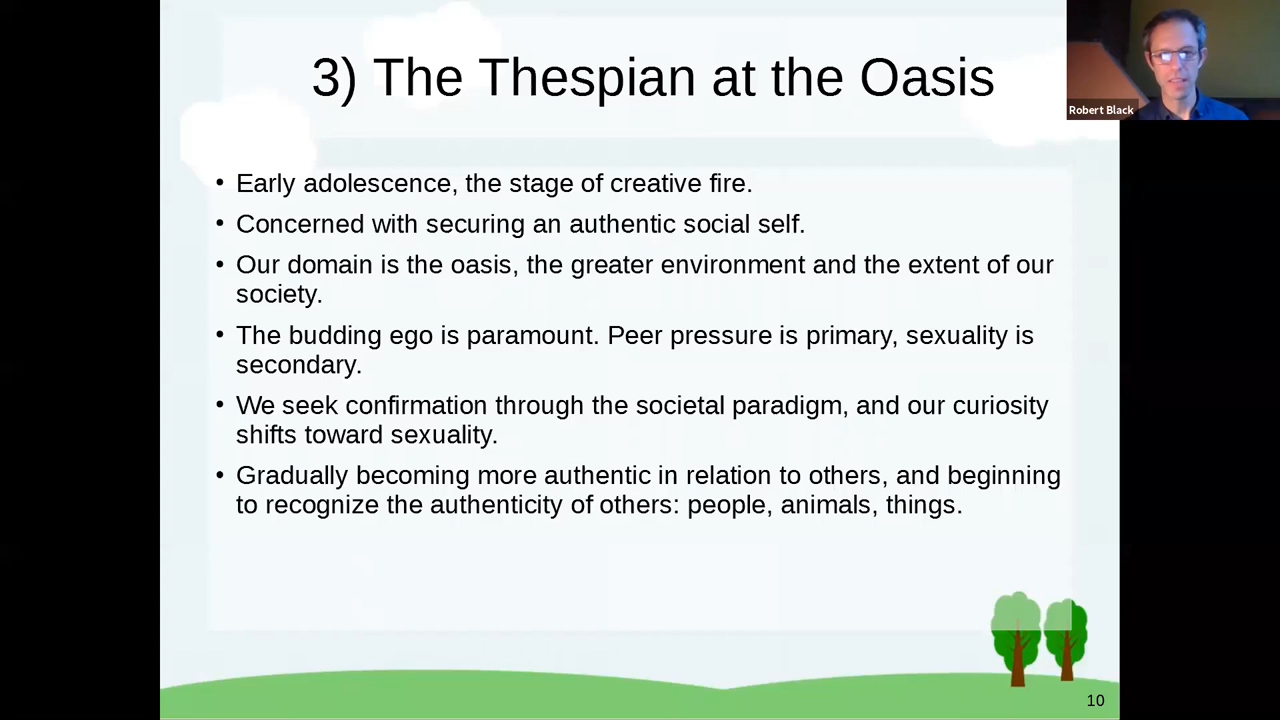 3) The Thespian at the Oasis
Robert Black
• Early adolescence, the stage of creative fire.
• Concerned with securing an authentic social self.
• Our domain is the oasis, the greater environment and the extent of our
society.
• The budding ego is paramount. Peer pressure is primary, sexuality is
secondary.
• We seek confirmation through the societal paradigm, and our curiosity
shifts toward sexuality.
• Gradually becoming more authentic in relation to others, and beginning
to recognize the authenticity of others: people, animals, things.
10